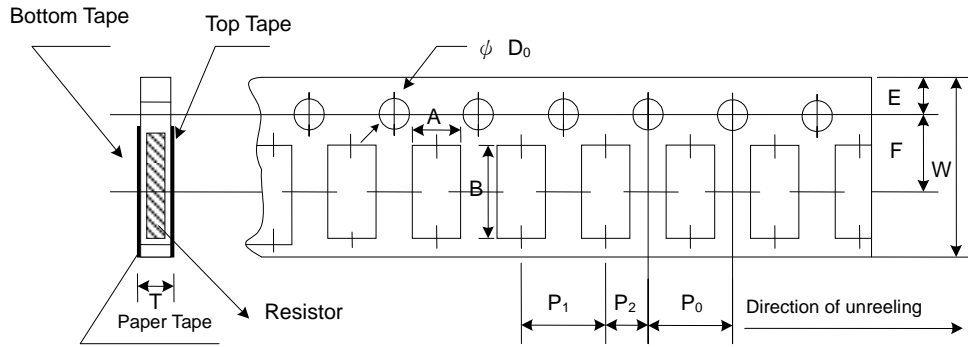 Bottom Tape
Top Tape
ψ D₀
E
A
F
W
B
T
P₁
P₂
P₀
Direction of unreeling
Resistor
Paper Tape